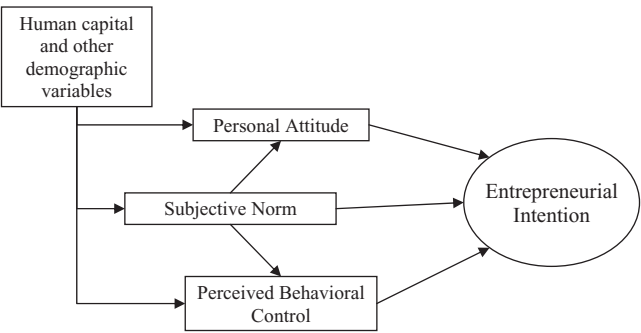 Human capital
and other
demographic
variables
Personal Attitude
Subjective Norm
Entrepreneurial
Intention
Perceived Behavioral
Control